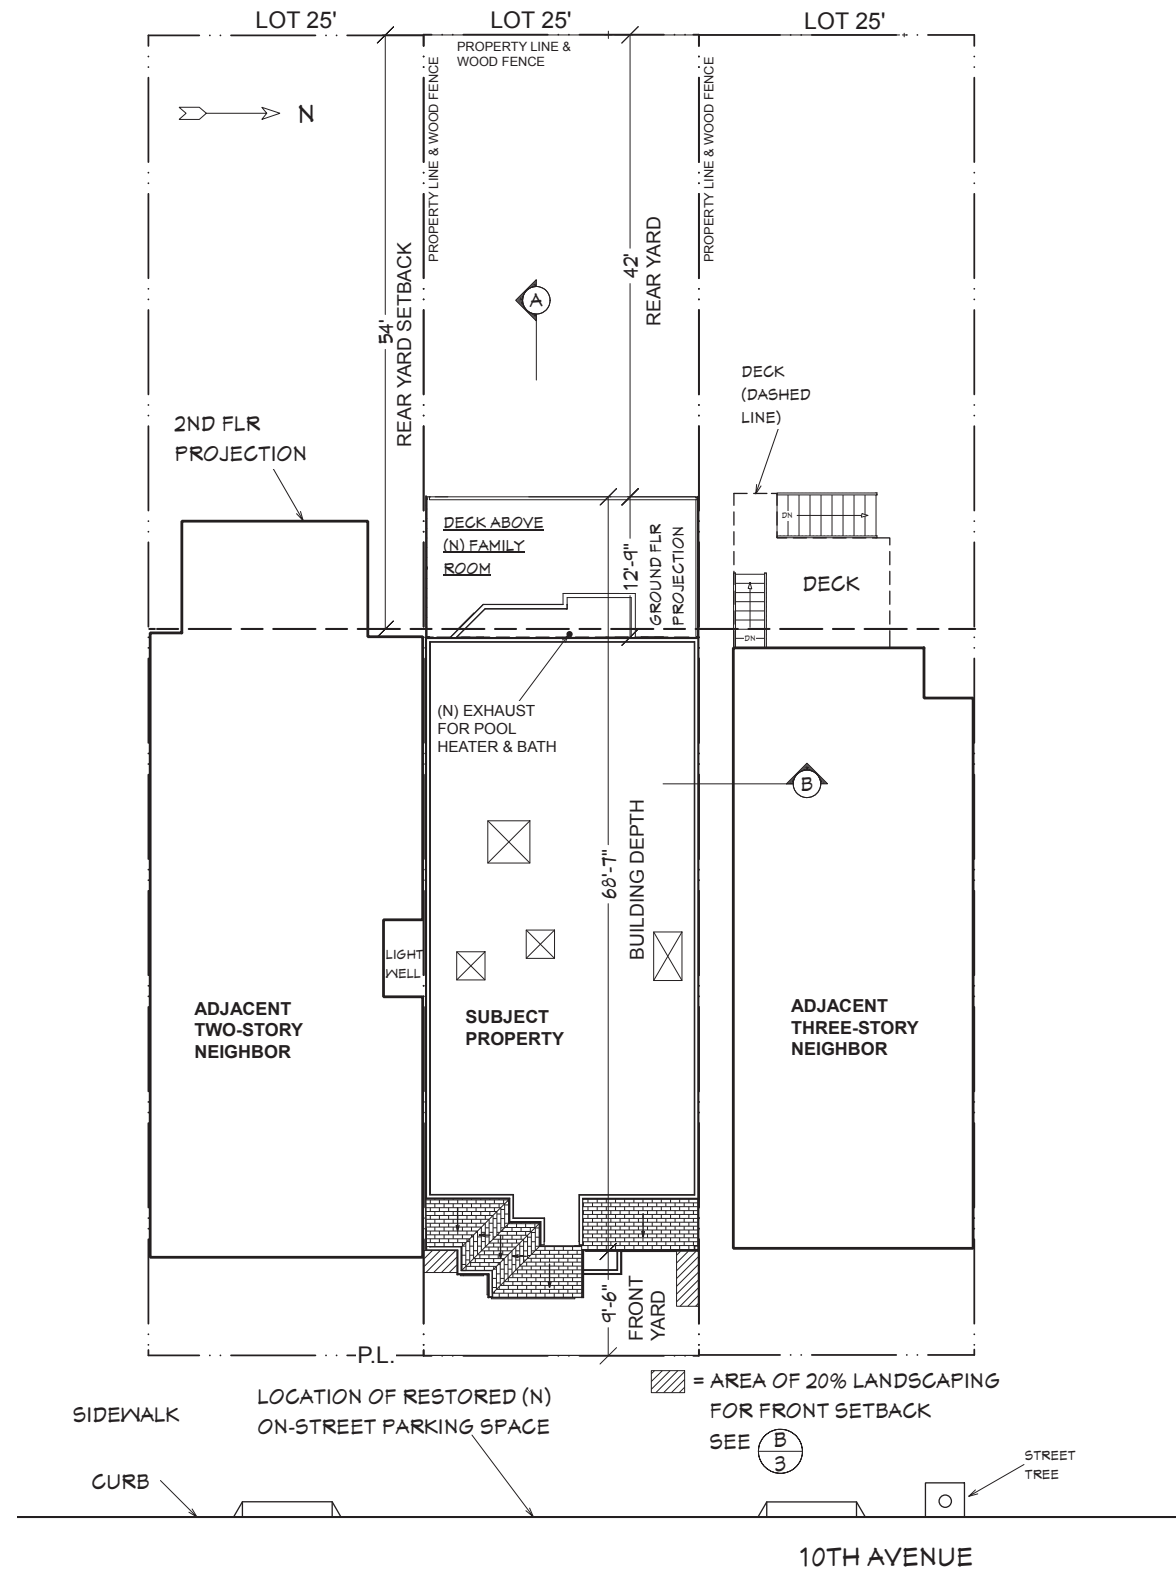 LOT 25'
LOT 25'
LOT 25'
PROPERTY LINE &
WOOD FENCE
PROPERTY LINE & WOOD FENCE
PROPERTY LINE & WOOD FENCE
N
54'
REAR YARD SETBACK
42'
REAR YARD
A
DECK
(DASHED
LINE)
2ND FLR
PROJECTION
DECK ABOVE
(N) FAMILY
ROOM
12'-9"
GROUND FLR
PROJECTION
DN
DECK
DN
(N) EXHAUST
FOR POOL
HEATER & BATH
B
68'-7"
BUILDING DEPTH
LIGHT
WELL
ADJACENT
TWO-STORY
NEIGHBOR
SUBJECT
PROPERTY
ADJACENT
THREE-STORY
NEIGHBOR
9'-6"
FRONT
YARD
P.L.
= AREA OF 20% LANDSCAPING
FOR FRONT SETBACK
SEE B
3
LOCATION OF RESTORED (N)
ON-STREET PARKING SPACE
SIDEWALK
CURB
STREET
TREE
10TH AVENUE